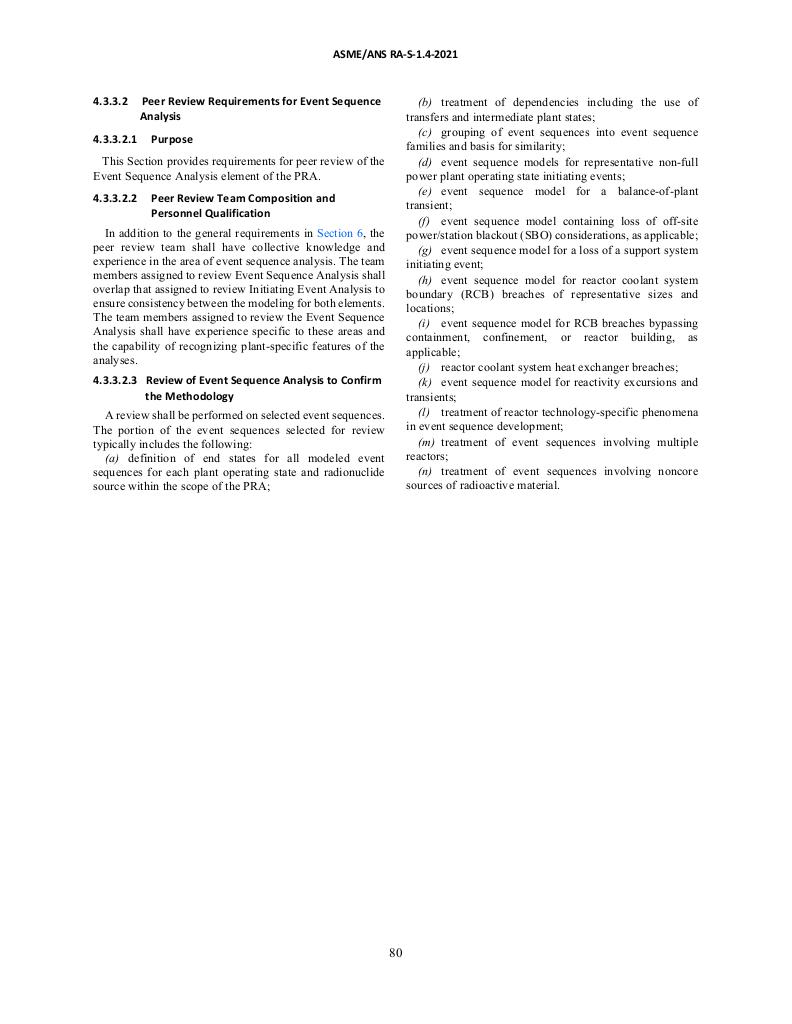 ASME/ANS RA-S-1.4-2021
4.3.3.2 Peer Review Requirements for Event Sequence
Analysis
4.3.3.2.1 Purpose
This Section provides requirements for peer review of the
Event Sequence Analysis element of the PRA.
4.3.3.2.2 Peer Review Team Composition and
Personnel Qualification
In addition to the general requirements in Section 6, the
peer review team shall have collective knowledge and
experience in the area of event sequence analysis. The team
members assigned to review Event Sequence Analysis shall
overlap that assigned to review Initiating Event Analysis to
ensure consistency between the modeling for both elements.
The team members assigned to review the Event Sequence
Analysis shall have experience specific to these areas and
the capability of recognizing plant-specific features of the
analyses.
4.3.3.2.3 Review of Event Sequence Analysis to Confirm
the Methodology
A review shall be performed on selected event sequences.
The portion of the event sequences selected for review
typically includes the following:
(a) definition of end states for all modeled event
sequences for each plant operating state and radionuclide
source within the scope of the PRA;
(b) treatment of dependencies including the use of
transfers and intermediate plant states;
(c) grouping of event sequences into event sequence
families and basis for similarity;
(d) event sequence models for representative non-full
power plant operating state initiating events;
(e) event sequence model for a balance-of-plant
transient;
(f) event sequence model containing loss of off-site
power/station blackout (SBO) considerations, as applicable;
(g) event sequence model for a loss of a support system
initiating event;
(h) event sequence model for reactor coolant system
boundary (RCB) breaches of representative sizes and
locations;
(i) event sequence model for RCB breaches bypassing
containment, confinement, or reactor building, as
applicable;
(j) reactor coolant system heat exchanger breaches;
(k) event sequence model for reactivity excursions and
transients;
(l) treatment of reactor technology-specific phenomena
in event sequence development;
(m) treatment of event sequences involving multiple
reactors;
(n) treatment of event sequences involving noncore
sources of radioactive material.
80